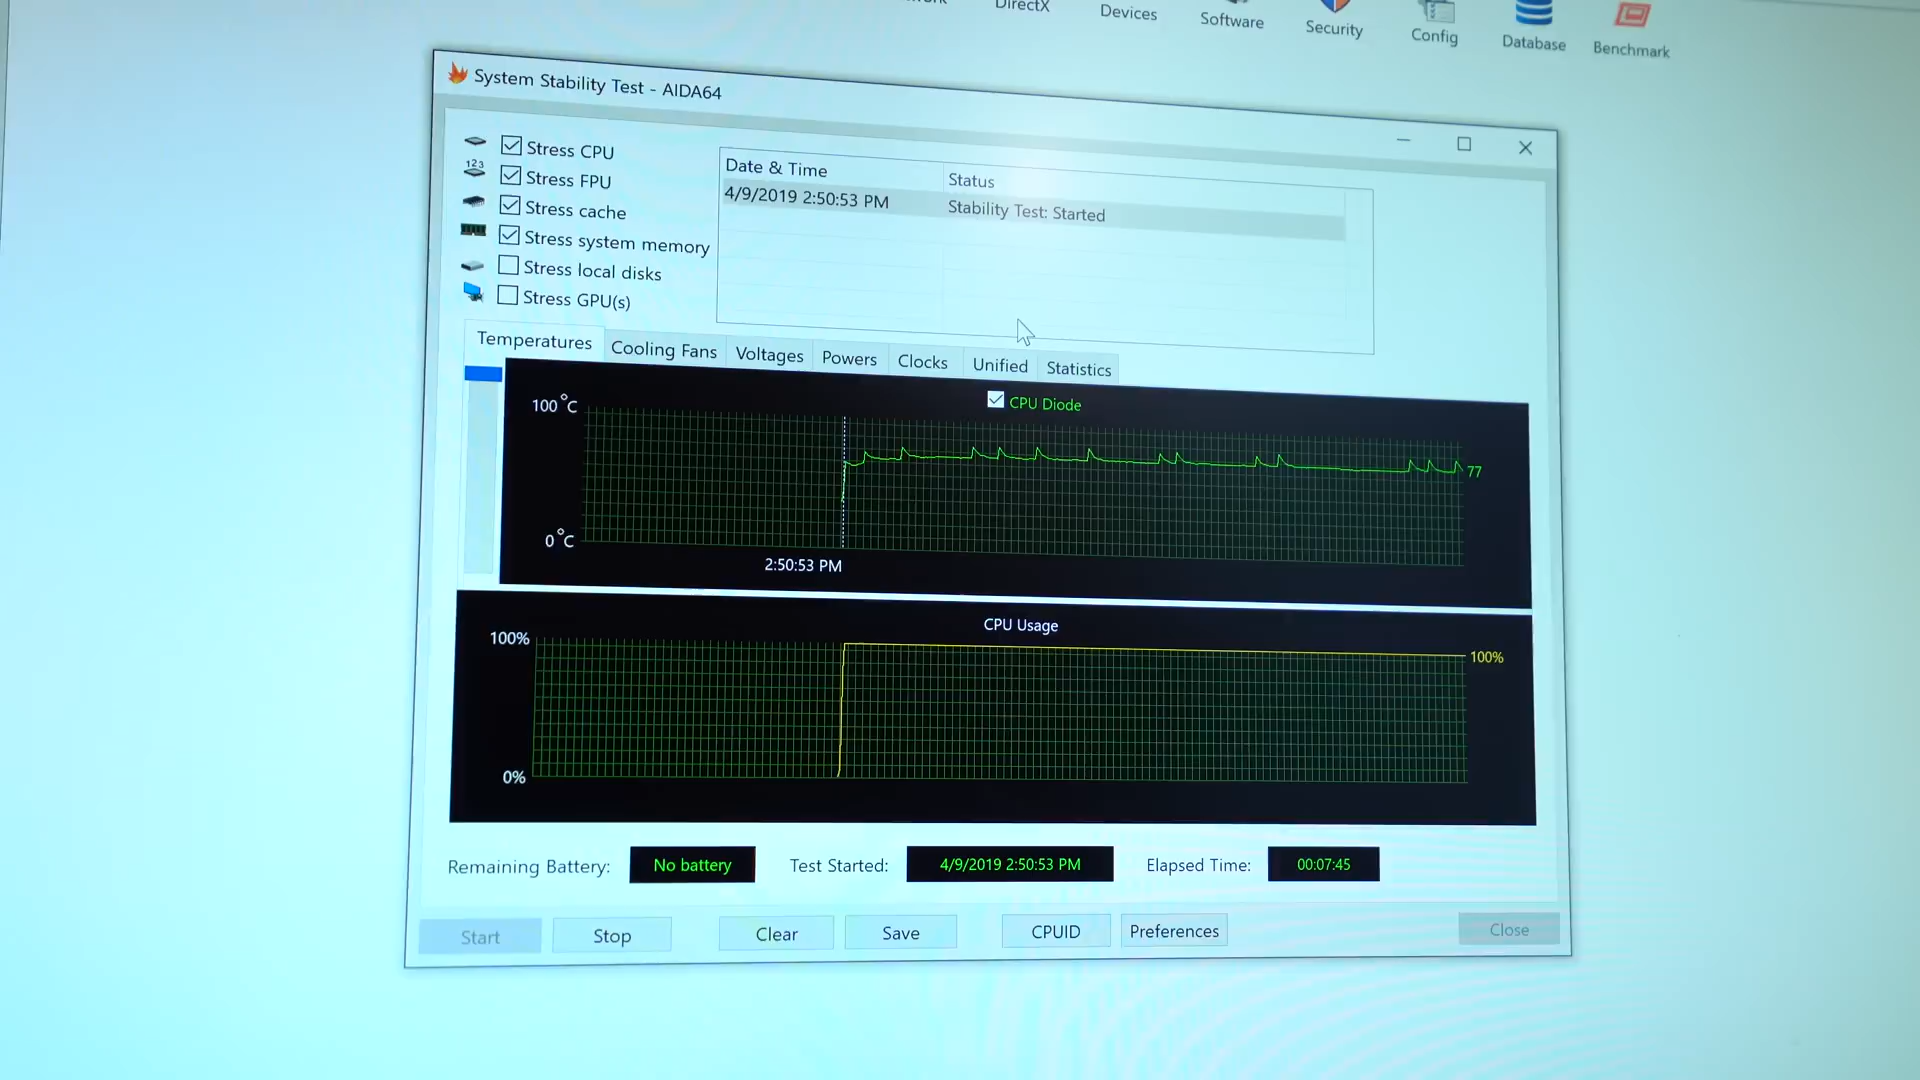 DirectX
Devices
Software
Security
Config
Database
Benchmark
System Stability Test - AIDA64
123
Stress CPU
Stress FPU
Stress cache
Stress system memory
Stress local disks
Stress GPU(s)
Date & Time Status
4/9/2019 2:50:53 PM Stability Test: Started
Temperatures Cooling Fans Voltages Powers Clocks Unified Statistics
CPU Diode
100°C
77
0°C
2:50:53 PM
CPU Usage
100%
100%
0%
Remaining Battery: No battery Test Started: 4/9/2019 2:50:53 PM Elapsed Time: 00:07:45
Start Stop Clear Save CPUID Preferences Close